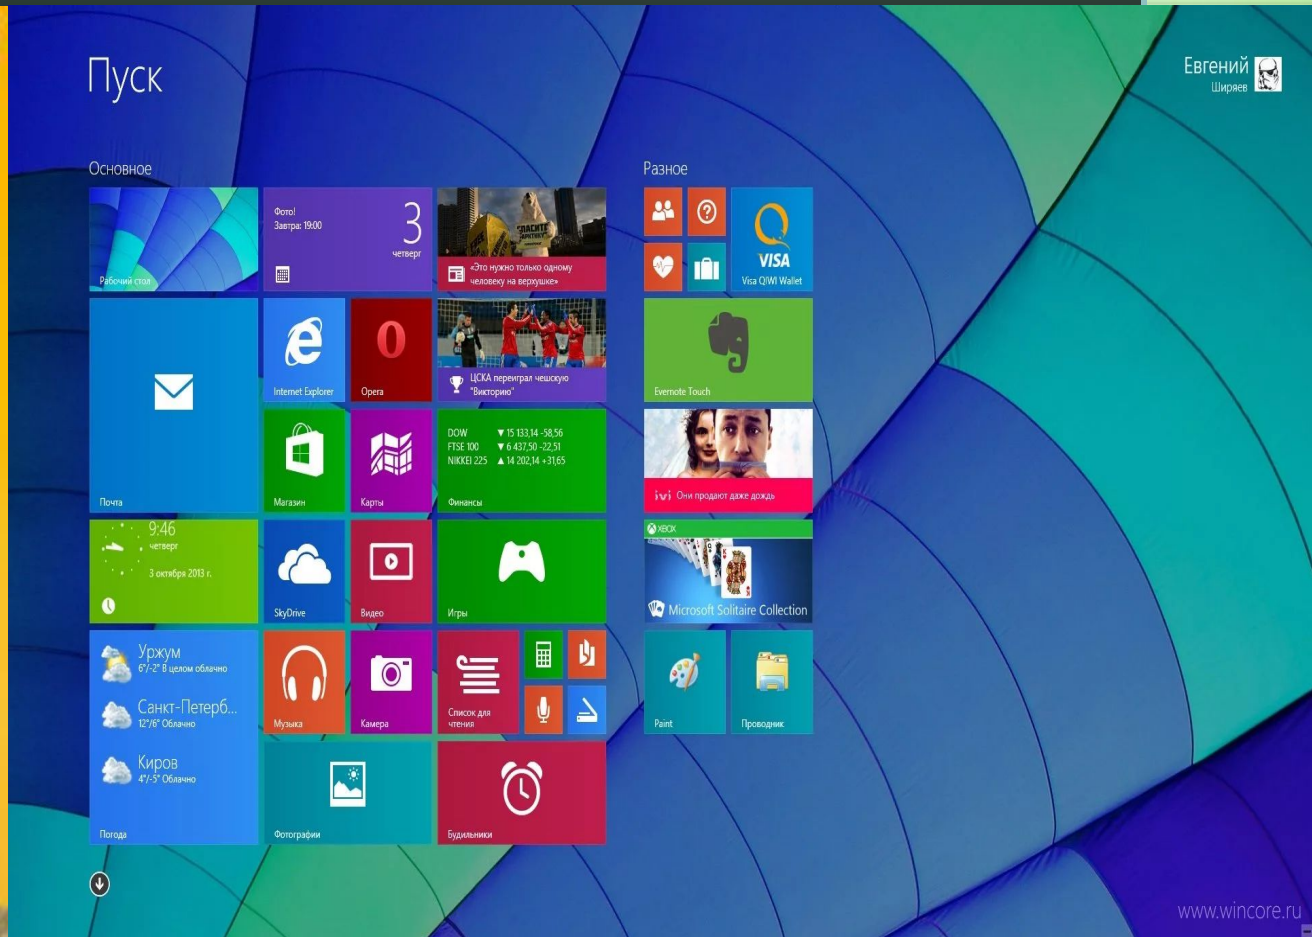 Пуск
Евгений
Ширяев
Основное
Рабочий стол
Фото!
Завтра: 19:00
3
четверг
СПАСИТЕ
АРКТИКУ
«Это нужно только одному
человеку на верхушке»
Почта
Internet Explorer
Opera
ЦСКА переиграл чешскую
"Викторию"
Магазин
Карты
DOW ▼ 15 133,14 -58,56
FTSE 100 ▼ 6 437,50 -22,51
NIKKEI 225 ▲ 14 202,14 +31,65
Финансы
9:46
четверг
3 октября 2013 г.
SkyDrive
Видео
Игры
Уржум
6°/-2° В целом облачно
Санкт-Петерб...
12°/6° Облачно
Киров
4°/-5° Облачно
Погода
Музыка
Камера
Список для
чтения
Фотографии
Будильники
Разное
VISA
Visa QIWI Wallet
Evernote Touch
ivi Они продают даже дождь
XBOX
Microsoft Solitaire Collection
Paint
Проводник
www.wincore.ru